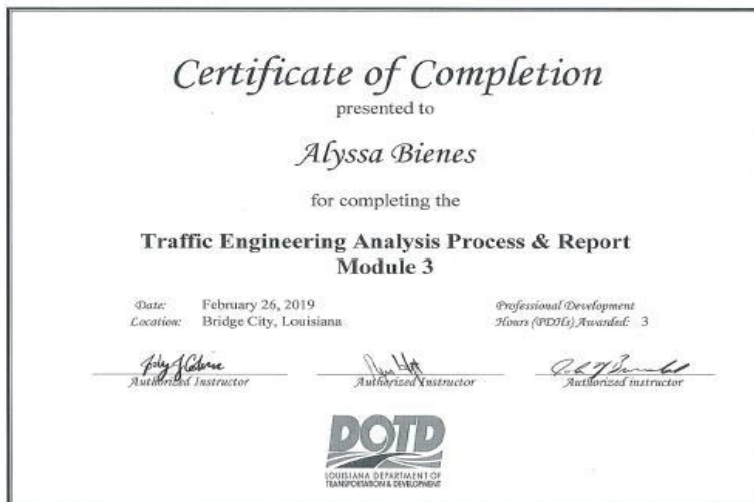 Certificate of Completion
presented to
Alyssa Bienes
for completing the
Traffic Engineering Analysis Process & Report
Module 3
Date: February 26, 2019
Location: Bridge City, Louisiana
Professional Development
Hours (PDHs) Awarded: 3
Authorized Instructor
Authorized Instructor
Authorized instructor
DOTD
LOUISIANA DEPARTMENT OF
TRANSPORTATION & DEVELOPMENT